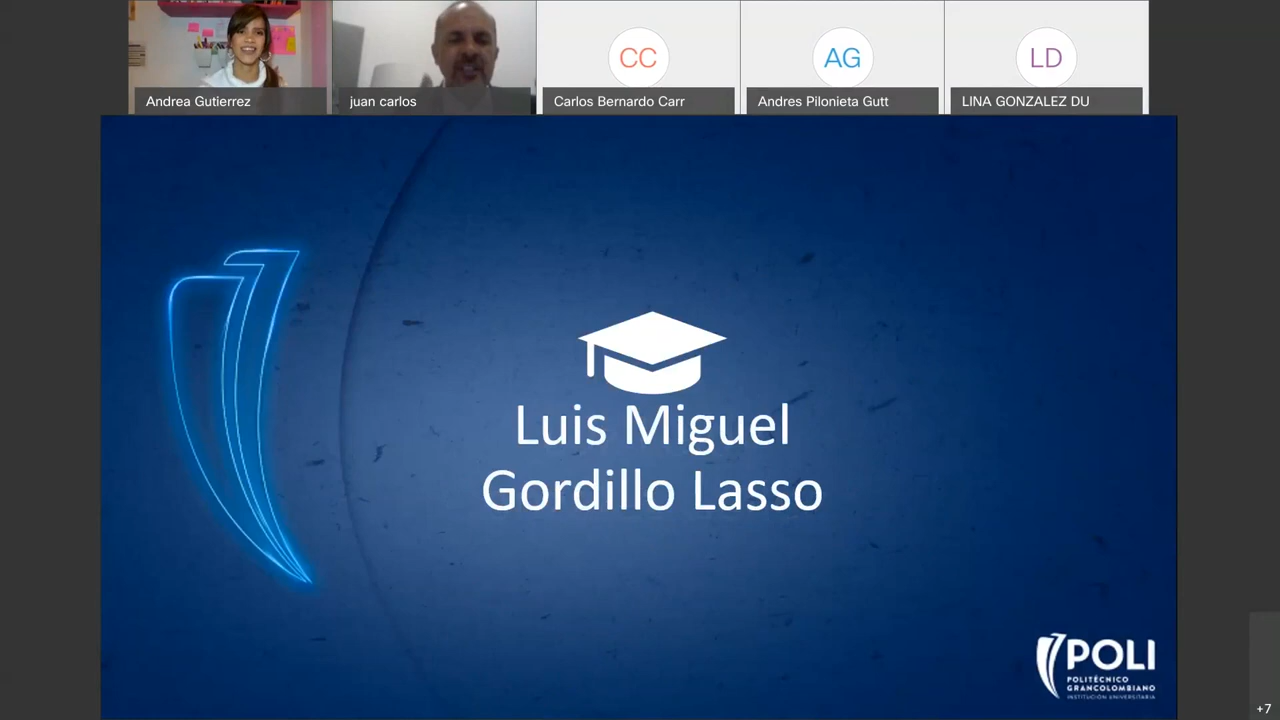 Andrea Gutierrez
juan carlos
CC
Carlos Bernardo Carr
AG
Andres Pilonieta Gutt
LD
LINA GONZALEZ DU
Luis Miguel
Gordillo Lasso
POLI
POLITÉCNICO
GRANCOLOMBIANO
INSTITUCIÓN UNIVERSITARIA
+7